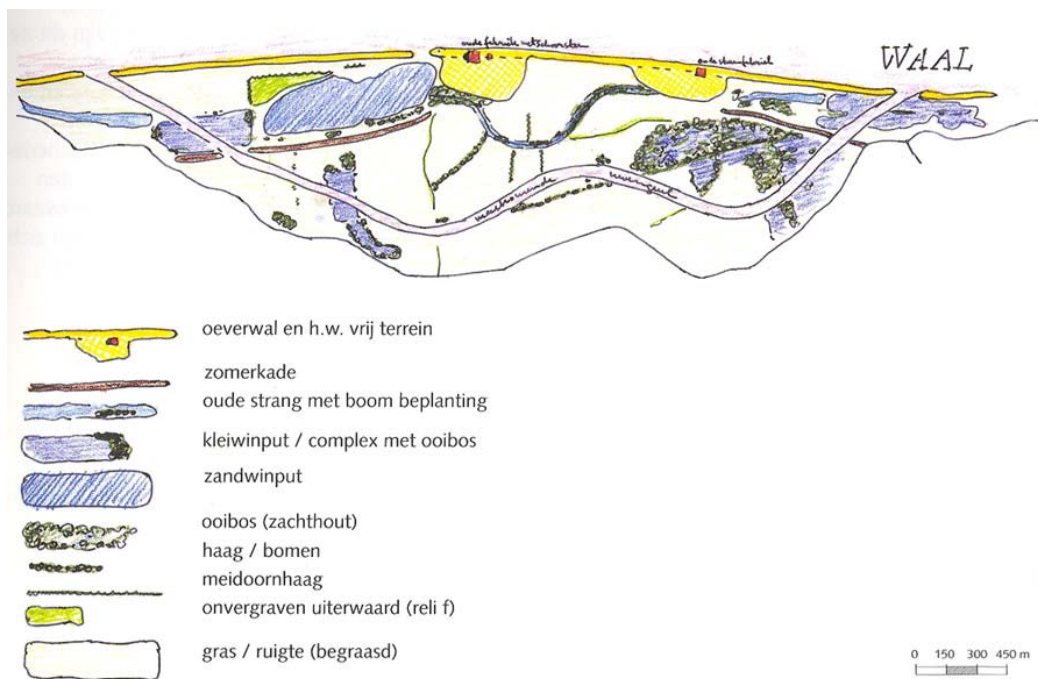 oude fabriek met schoorsteen
oude steenfabriek
WAAL
meestromende nevengeul
oeverwal en h.w. vrij terrein
zomerkade
oude strang met boom beplanting
kleiwinput / complex met ooibos
zandwinput
ooibos (zachthout)
haag / bomen
meidoornhaag
onvergraven uiterwaard (reli f)
gras / ruigte (begraasd)
0 150 300 450 m